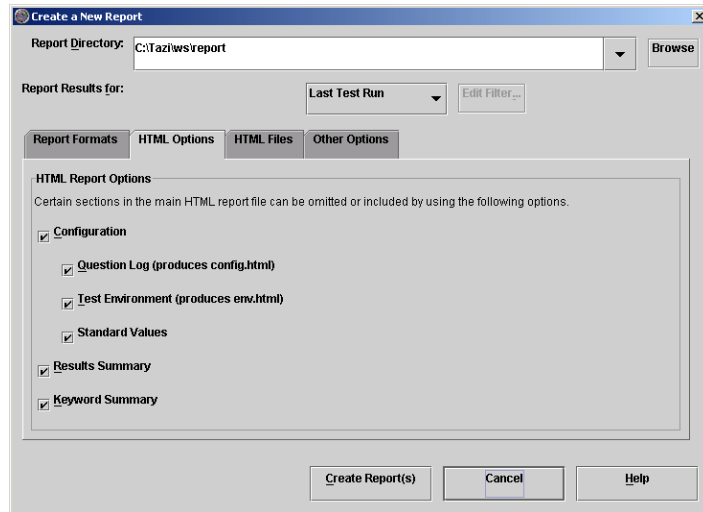 Create a New Report
Report Directory: C:\Tazi\ws\report Browse
Report Results for: Last Test Run Edit Filter...
Report Formats HTML Options HTML Files Other Options
HTML Report Options
Certain sections in the main HTML report file can be omitted or included by using the following options.
Configuration
Question Log (produces config.html)
Test Environment (produces env.html)
Standard Values
Results Summary
Keyword Summary
Create Report(s) Cancel Help